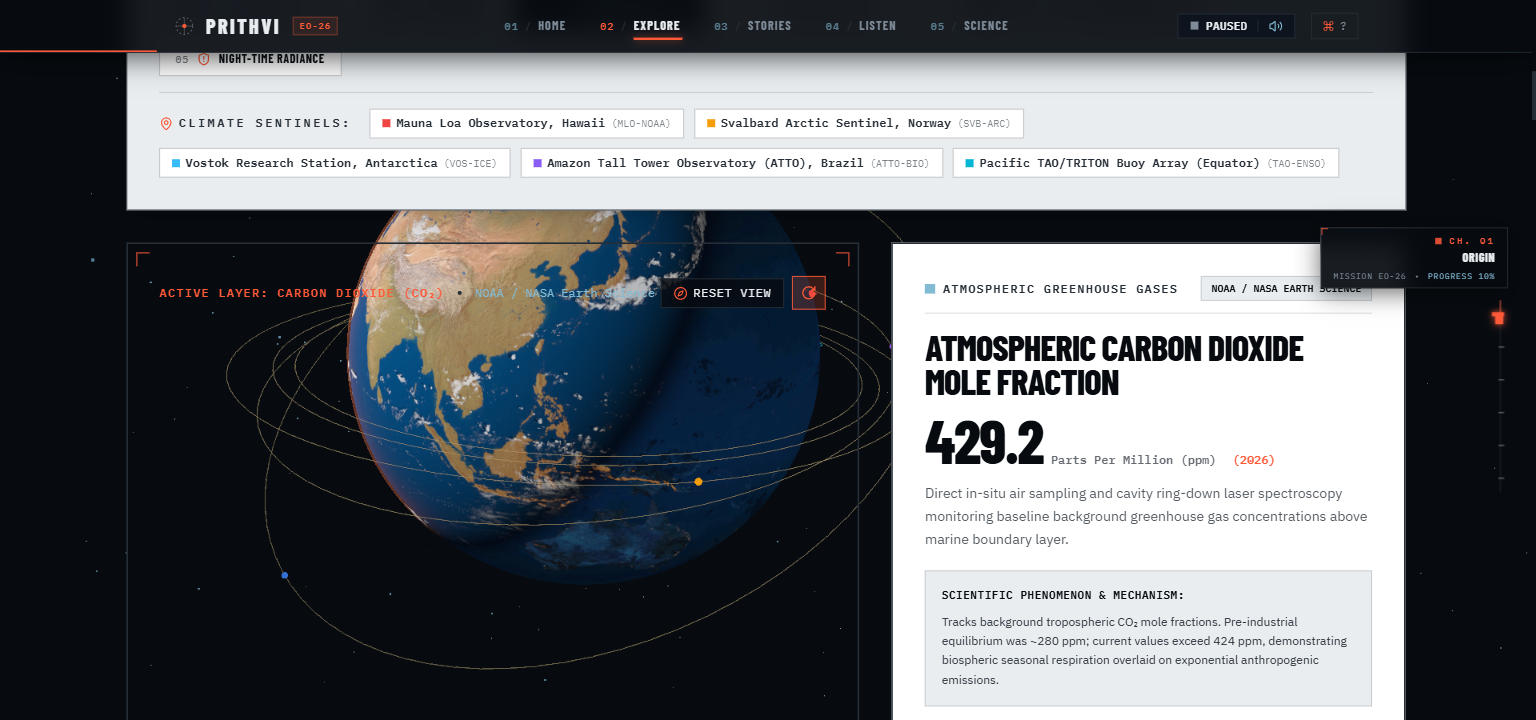 PRITHVI EO-26 01 / HOME 02 / EXPLORE 03 / STORIES 04 / LISTEN 05 / SCIENCE PAUSED ⌘ ?
05 NIGHT-TIME RADIANCE
CLIMATE SENTINELS: Mauna Loa Observatory, Hawaii (MLO-NOAA) Svalbard Arctic Sentinel, Norway (SVB-ARC)
Vostok Research Station, Antarctica (VOS-ICE) Amazon Tall Tower Observatory (ATTO), Brazil (ATTO-BIO) Pacific TAO/TRITON Buoy Array (Equator) (TAO-ENSO)
CH. 01
ORIGIN
MISSION EO-26 • PROGRESS 10%
ACTIVE LAYER: CARBON DIOXIDE (CO₂) • NOAA / NASA Earth Science RESET VIEW
ATMOSPHERIC GREENHOUSE GASES NOAA / NASA EARTH SCIENCE
ATMOSPHERIC CARBON DIOXIDE
MOLE FRACTION
429.2 Parts Per Million (ppm) (2026)
Direct in-situ air sampling and cavity ring-down laser spectroscopy
monitoring baseline background greenhouse gas concentrations above
marine boundary layer.
SCIENTIFIC PHENOMENON & MECHANISM:
Tracks background tropospheric CO₂ mole fractions. Pre-industrial
equilibrium was ~280 ppm; current values exceed 424 ppm, demonstrating
biospheric seasonal respiration overlaid on exponential anthropogenic
emissions.